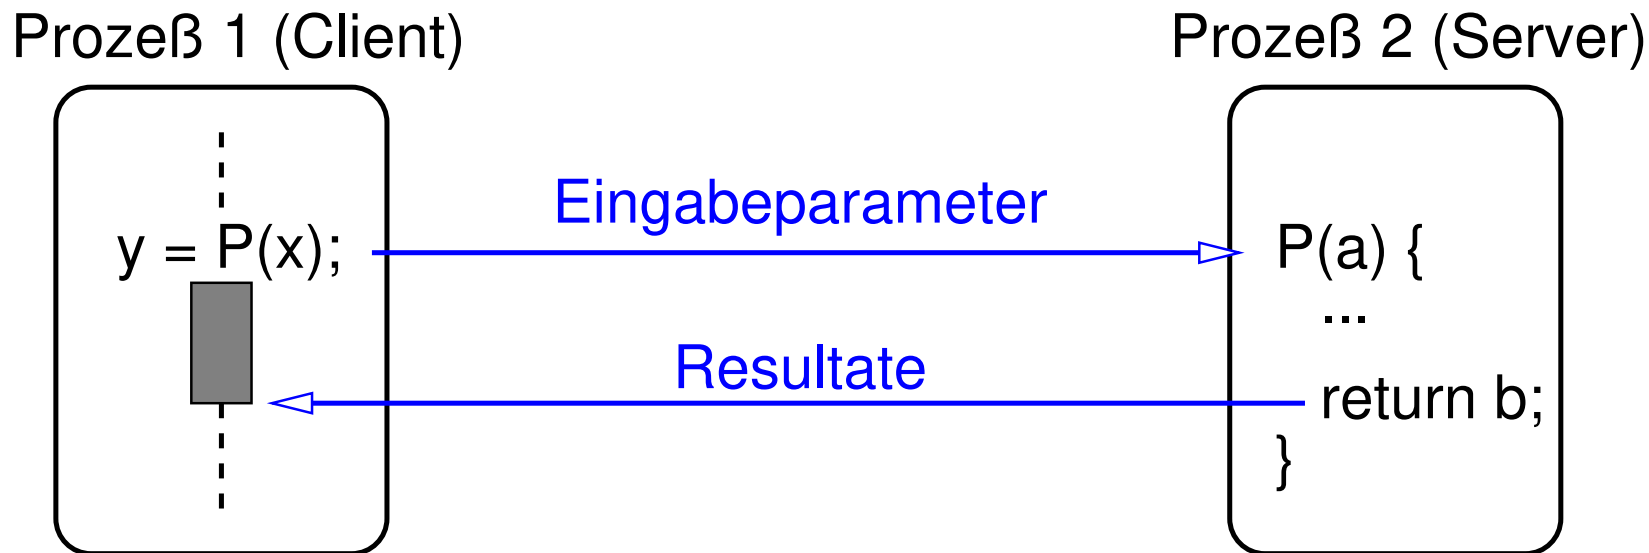 Prozeß 1 (Client)
Prozeß 2 (Server)
Eingabeparameter
y = P(x);
P(a) {
...
Resultate
return b;
}